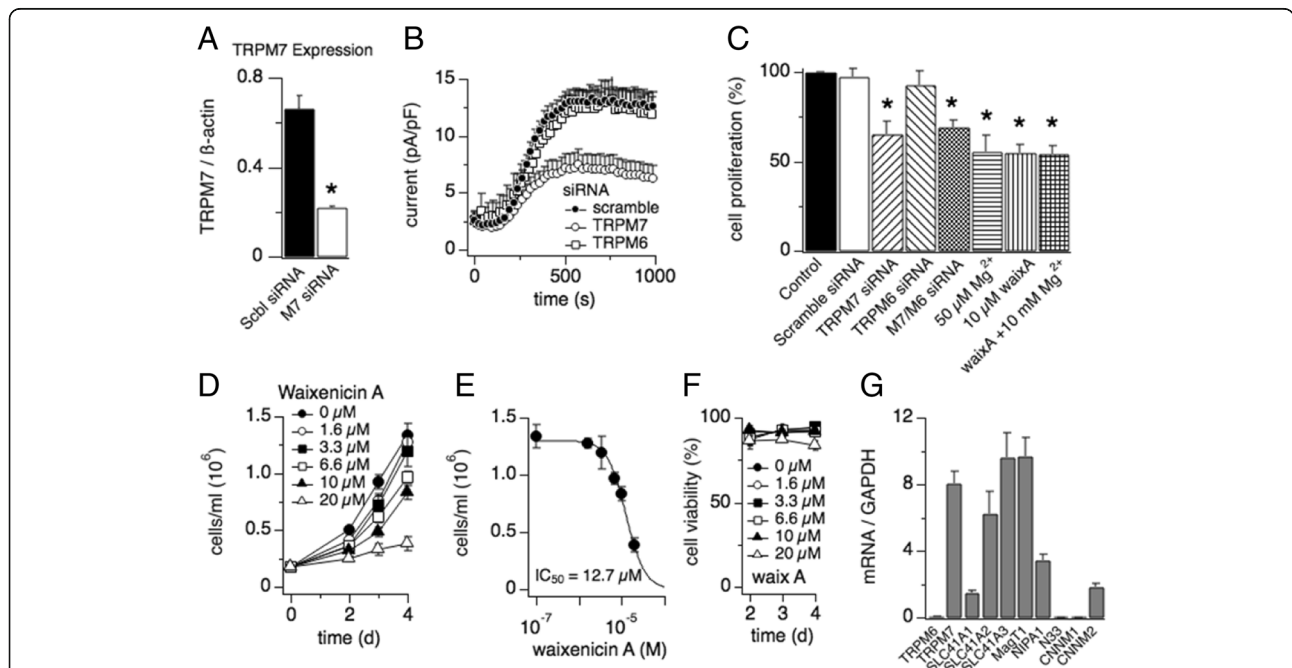 A
TRPM7 Expression
0.8
0.4
0
TRPM7 / ß-actin
*
Scbl siRNA
M7 siRNA
B
15
10
5
0
current (pA/pF)
siRNA
scramble
TRPM7
TRPM6
0
500
1000
time (s)
C
100
50
0
cell proliferation (%)
*
*
*
*
*
Control
Scramble siRNA
TRPM7 siRNA
TRPM6 siRNA
M7/M6 siRNA
50 µM Mg2+
10 µM waixA
waixA +10 mM Mg2+
D
Waixenicin A
0 µM
1.6 µM
3.3 µM
6.6 µM
10 µM
20 µM
1.5
1.0
0.5
0
cells/ml (10⁶)
0
2
4
time (d)
E
1.5
1.0
0.5
0
cells/ml (10⁶)
IC50 = 12.7 µM
10⁻⁷
10⁻⁵
waixenicin A (M)
F
100
50
0
cell viability (%)
0 µM
1.6 µM
3.3 µM
6.6 µM
10 µM
20 µM
waix A
2
3
4
time (d)
G
12
8
4
0
mRNA / GAPDH
TRPM6
TRPM7
SLC41A1
SLC41A2
SLC41A3
MagT1
NIPA1
N33
CNNM1
CNNM2